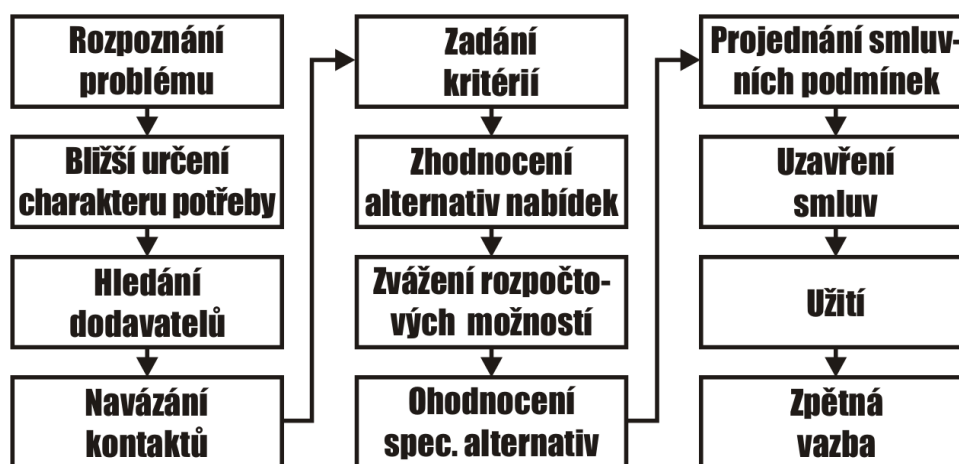 Rozpoznání
problému
Bližší určení
charakteru potřeby
Hledání
dodavatelů
Navázání
kontaktů
Zadání
kritérií
Zhodnocení
alternativ nabídek
Zvážení rozpočto-
vých možností
Ohodnocení
spec. alternativ
Projednání smluv-
ních podmínek
Uzavření
smluv
Užití
Zpětná
vazba